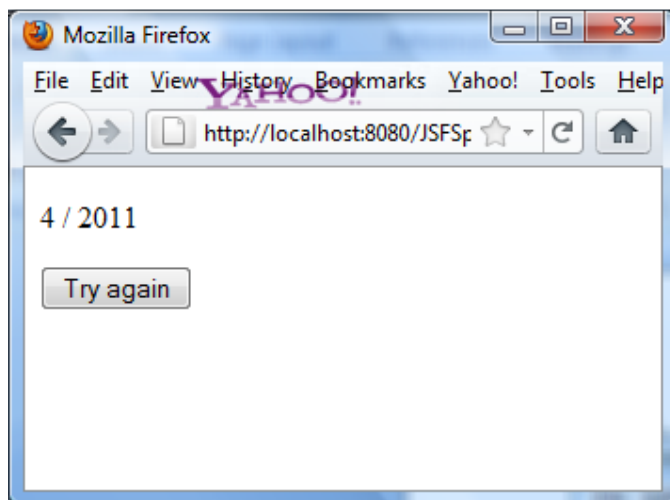 Mozilla Firefox
File Edit View History Bookmarks Yahoo! Tools Help
YAHOO!
http://localhost:8080/JSFSp
4 / 2011
Try again